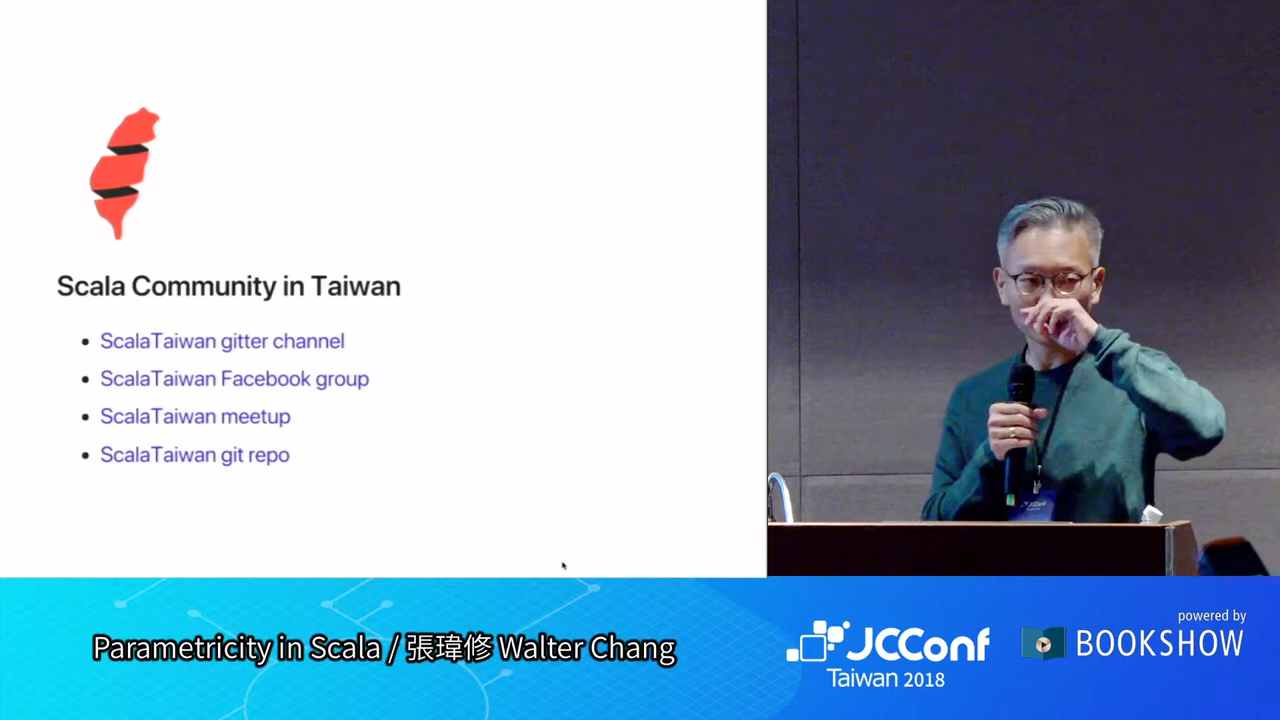 Scala Community in Taiwan
ScalaTaiwan gitter channel
ScalaTaiwan Facebook group
ScalaTaiwan meetup
ScalaTaiwan git repo
Parametricity in Scala / 張瑋修 Walter Chang
JCConf
Taiwan 2018
powered by
BOOKSHOW